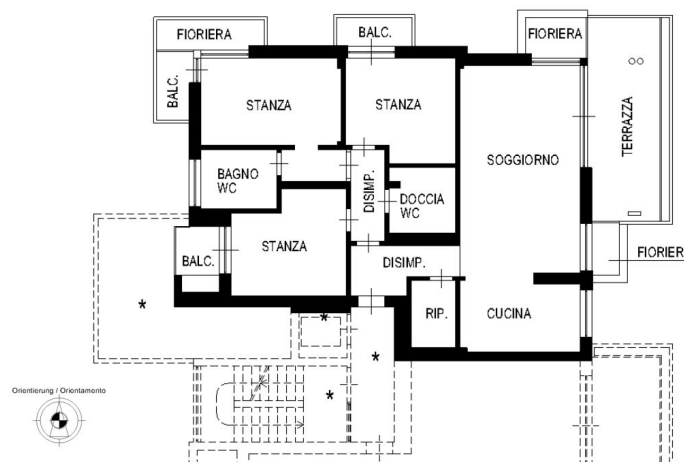 FIORIERA
BALC.
FIORIERA
BALC.
STANZA
STANZA
TERRAZZA
SOGGIORNO
BAGNO
WC
DISIMP.
DOCCIA
WC
STANZA
BALC.
DISIMP.
FIORIER
*
*
RIP.
CUCINA
*
*
Orientierung / Orientamento